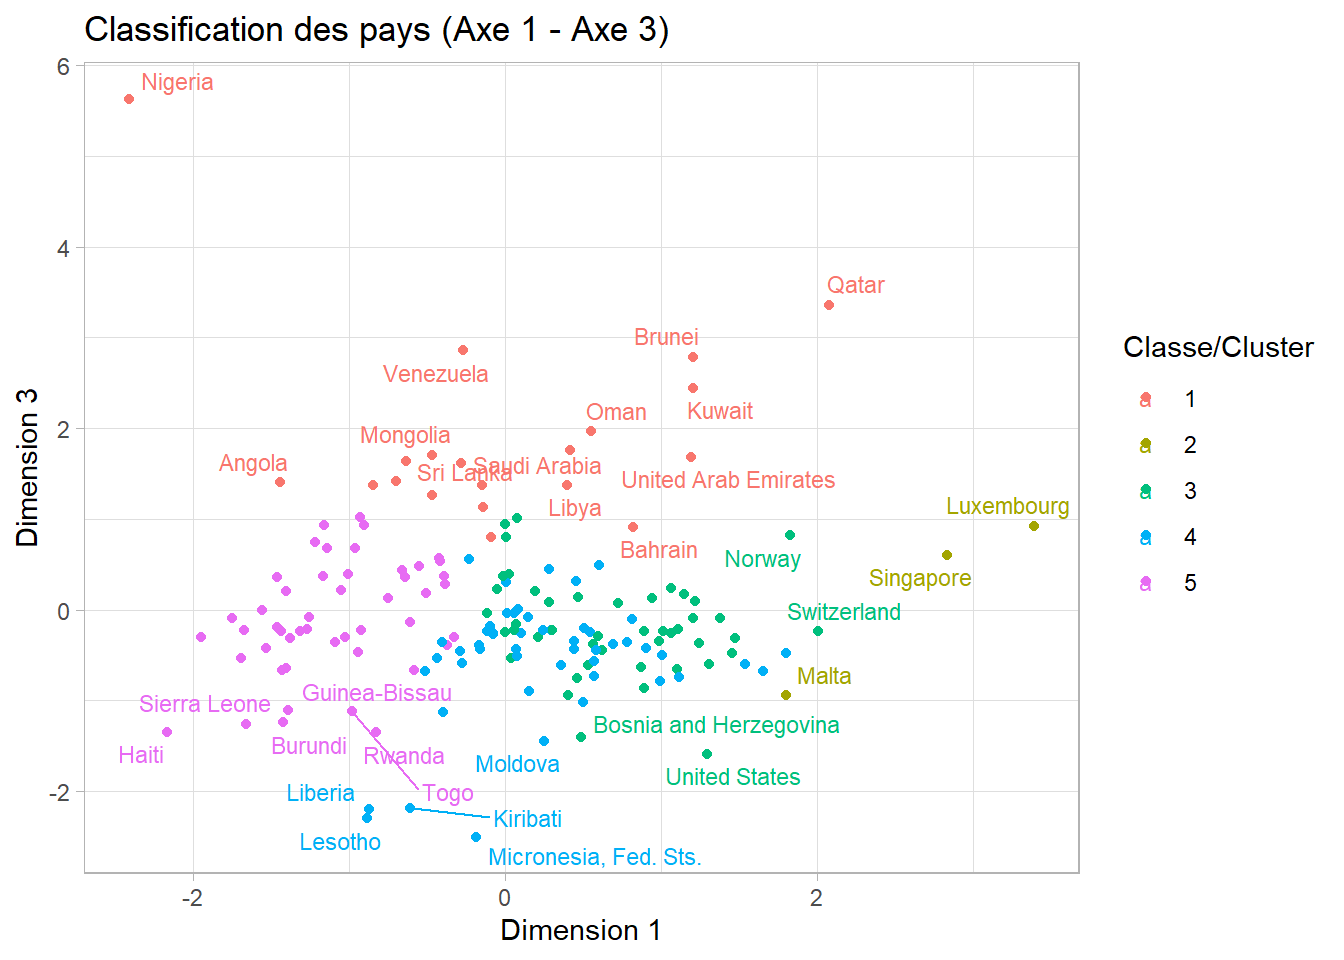 Classification des pays (Axe 1 - Axe 3)
6
Nigeria
4
Qatar
Brunei
Venezuela
Kuwait
Oman
2
Mongolia
Angola
Sri Lanka
Saudi Arabia
United Arab Emirates
Libya
Luxembourg
Bahrain
Norway
Singapore
0
Switzerland
Malta
Guinea-Bissau
Sierra Leone
Bosnia and Herzegovina
Burundi
Haiti
Rwanda
Moldova
United States
-2
Liberia
Togo
Kiribati
Lesotho
Micronesia, Fed. Sts.
-2
0
2
Dimension 1
Dimension 3
Classe/Cluster
a 1
a 2
a 3
a 4
a 5